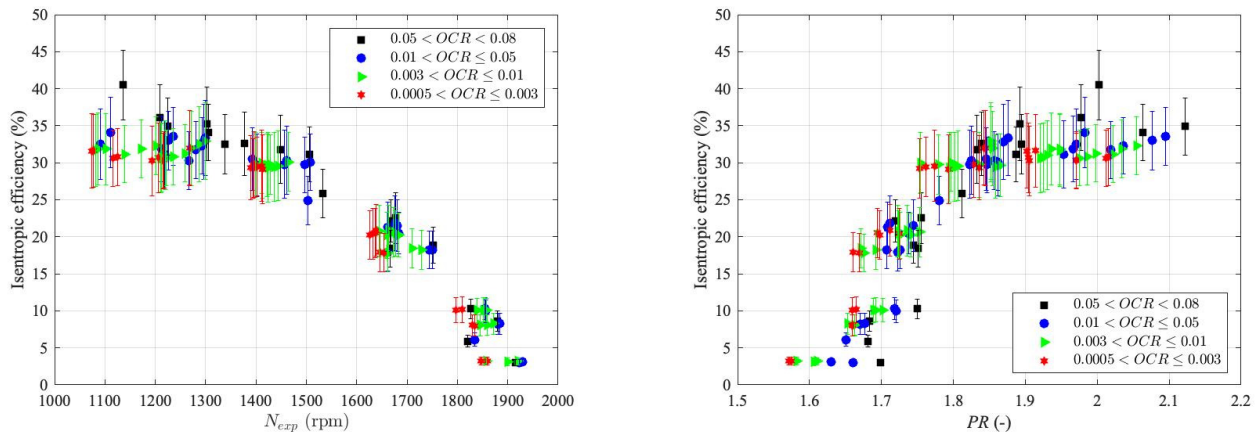 50
45
40
35
30
25
20
15
10
5
0
Isentropic efficiency (%)
0.05 < OCR < 0.08
0.01 < OCR ≤ 0.05
0.003 < OCR ≤ 0.01
0.0005 < OCR ≤ 0.003
1000 1100 1200 1300 1400 1500 1600 1700 1800 1900 2000
N_exp (rpm)
50
45
40
35
30
25
20
15
10
5
0
Isentropic efficiency (%)
0.05 < OCR < 0.08
0.01 < OCR ≤ 0.05
0.003 < OCR ≤ 0.01
0.0005 < OCR ≤ 0.003
1.5 1.6 1.7 1.8 1.9 2 2.1 2.2
PR (-)